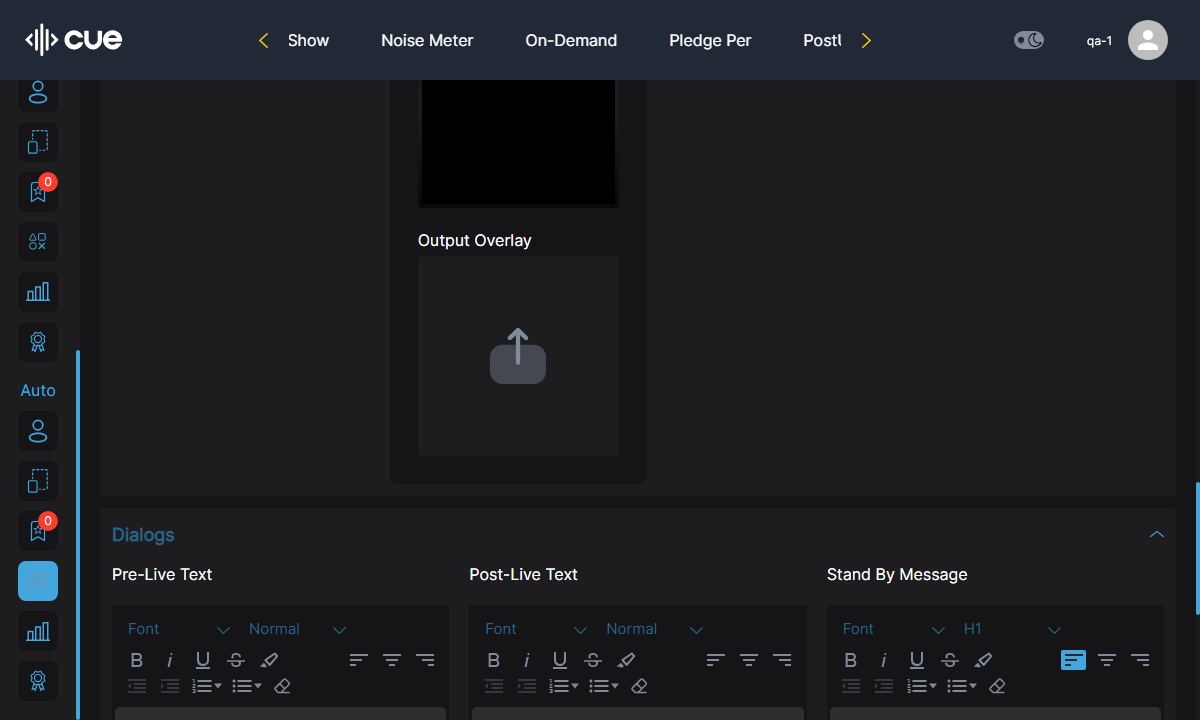 cue
Show
Noise Meter
On-Demand
Pledge Per
qa-1
0
Output Overlay
Auto
0
Dialogs
Pre-Live Text
Post-Live Text
Stand By Message
Font
Normal
Font
Normal
Font
H1